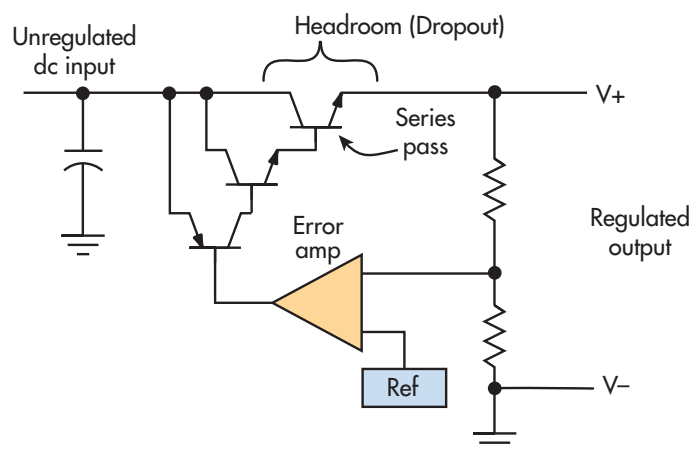 Headroom (Dropout)
Unregulated
dc input
V+
Series
pass
Error
amp
Regulated
output
Ref
V–